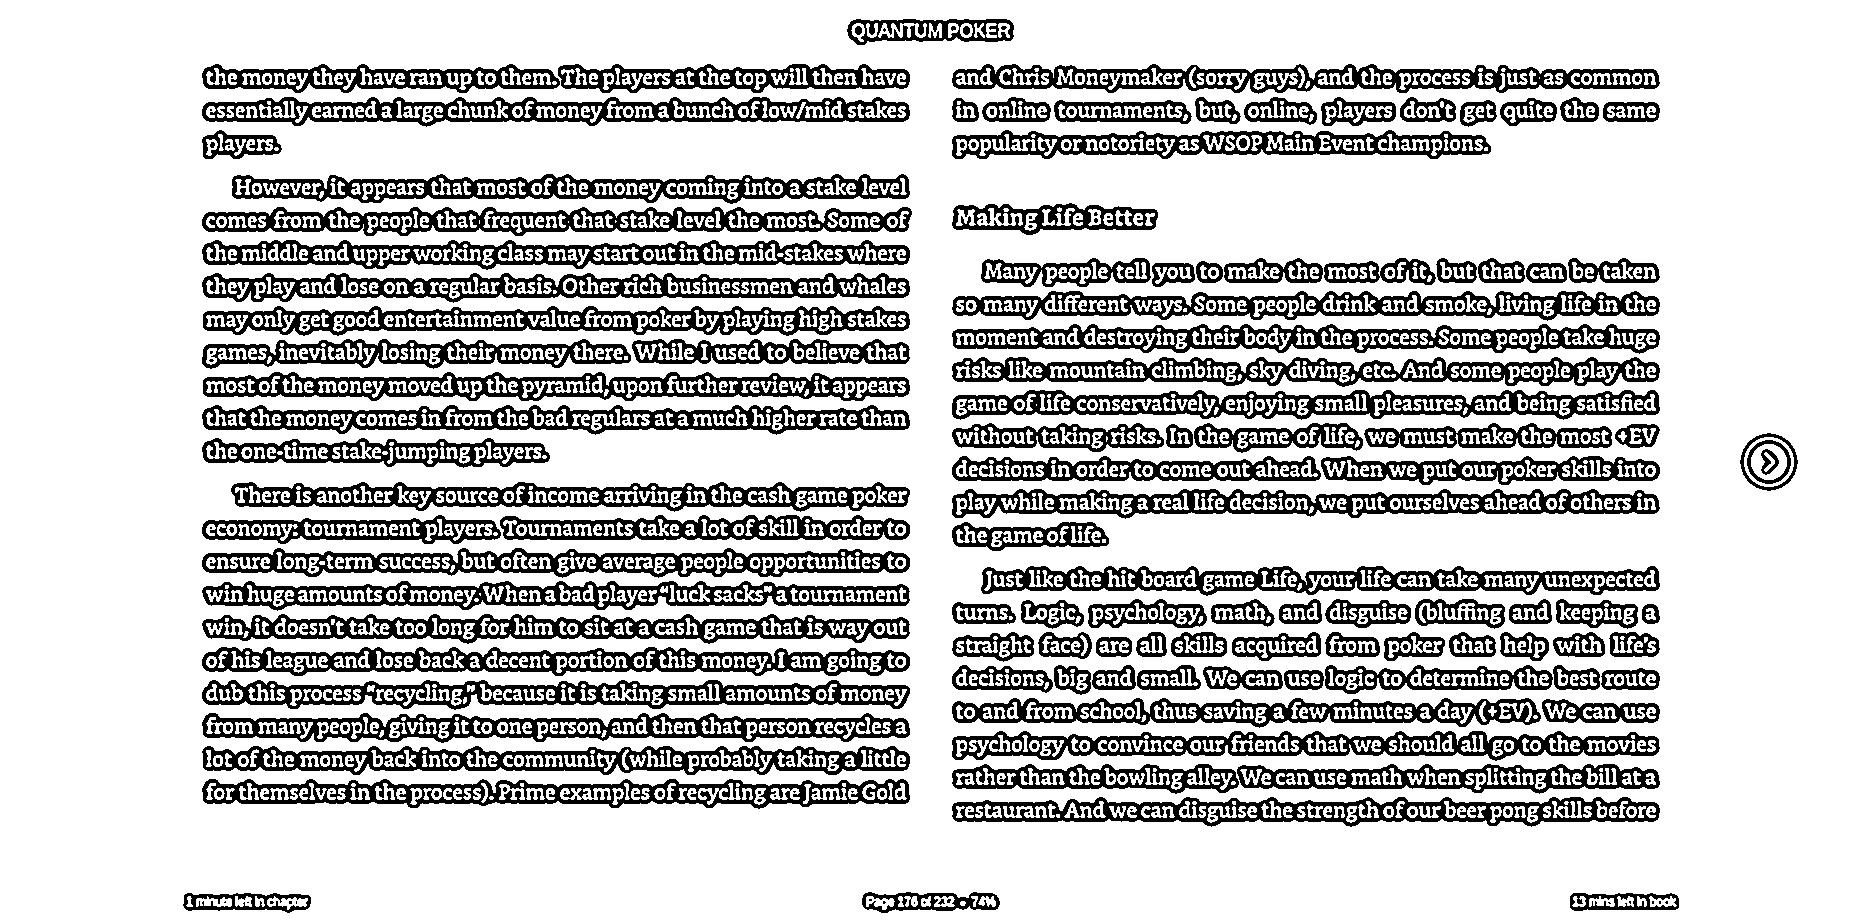 QUANTUM POKER
the money they have ran up to them. The players at the top will then have
essentially earned a large chunk of money from a bunch of low/mid stakes
players.
However, it appears that most of the money coming into a stake level
comes from the people that frequent that stake level the most. Some of
the middle and upper working class may start out in the mid-stakes where
they play and lose on a regular basis. Other rich businessmen and whales
may only get good entertainment value from poker by playing high stakes
games, inevitably losing their money there. While I used to believe that
most of the money moved up the pyramid, upon further review, it appears
that the money comes in from the bad regulars at a much higher rate than
the one-time stake-jumping players.
There is another key source of income arriving in the cash game poker
economy: tournament players. Tournaments take a lot of skill in order to
ensure long-term success, but often give average people opportunities to
win huge amounts of money. When a bad player “luck sacks” a tournament
win, it doesn't take too long for him to sit at a cash game that is way out
of his league and lose back a decent portion of this money. I am going to
dub this process “recycling,” because it is taking small amounts of money
from many people, giving it to one person, and then that person recycles a
lot of the money back into the community (while probably taking a little
for themselves in the process). Prime examples of recycling are Jamie Gold
and Chris Moneymaker (sorry guys), and the process is just as common
in online tournaments, but, online, players don't get quite the same
popularity or notoriety as WSOP Main Event champions.
Making Life Better
Many people tell you to make the most of it, but that can be taken
so many different ways. Some people drink and smoke, living life in the
moment and destroying their body in the process. Some people take huge
risks like mountain climbing, sky diving, etc. And some people play the
game of life conservatively, enjoying small pleasures, and being satisfied
without taking risks. In the game of life, we must make the most +EV
decisions in order to come out ahead. When we put our poker skills into
play while making a real life decision, we put ourselves ahead of others in
the game of life.
Just like the hit board game Life, your life can take many unexpected
turns. Logic, psychology, math, and disguise (bluffing and keeping a
straight face) are all skills acquired from poker that help with life's
decisions, big and small. We can use logic to determine the best route
to and from school, thus saving a few minutes a day (+EV). We can use
psychology to convince our friends that we should all go to the movies
rather than the bowling alley. We can use math when splitting the bill at a
restaurant. And we can disguise the strength of our beer pong skills before
1 minute left in chapter
Page 176 of 232 • 74%
13 mins left in book